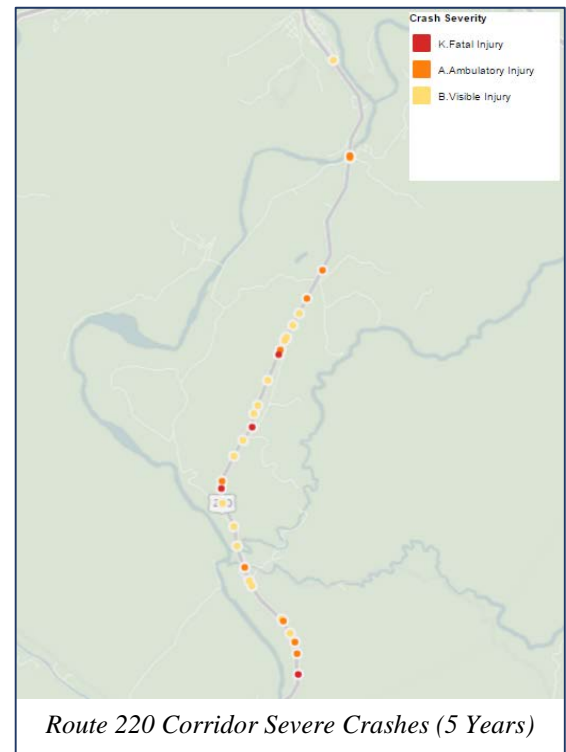 Crash Severity
K.Fatal Injury
A.Ambulatory Injury
B.Visible Injury
Route 220 Corridor Severe Crashes (5 Years)